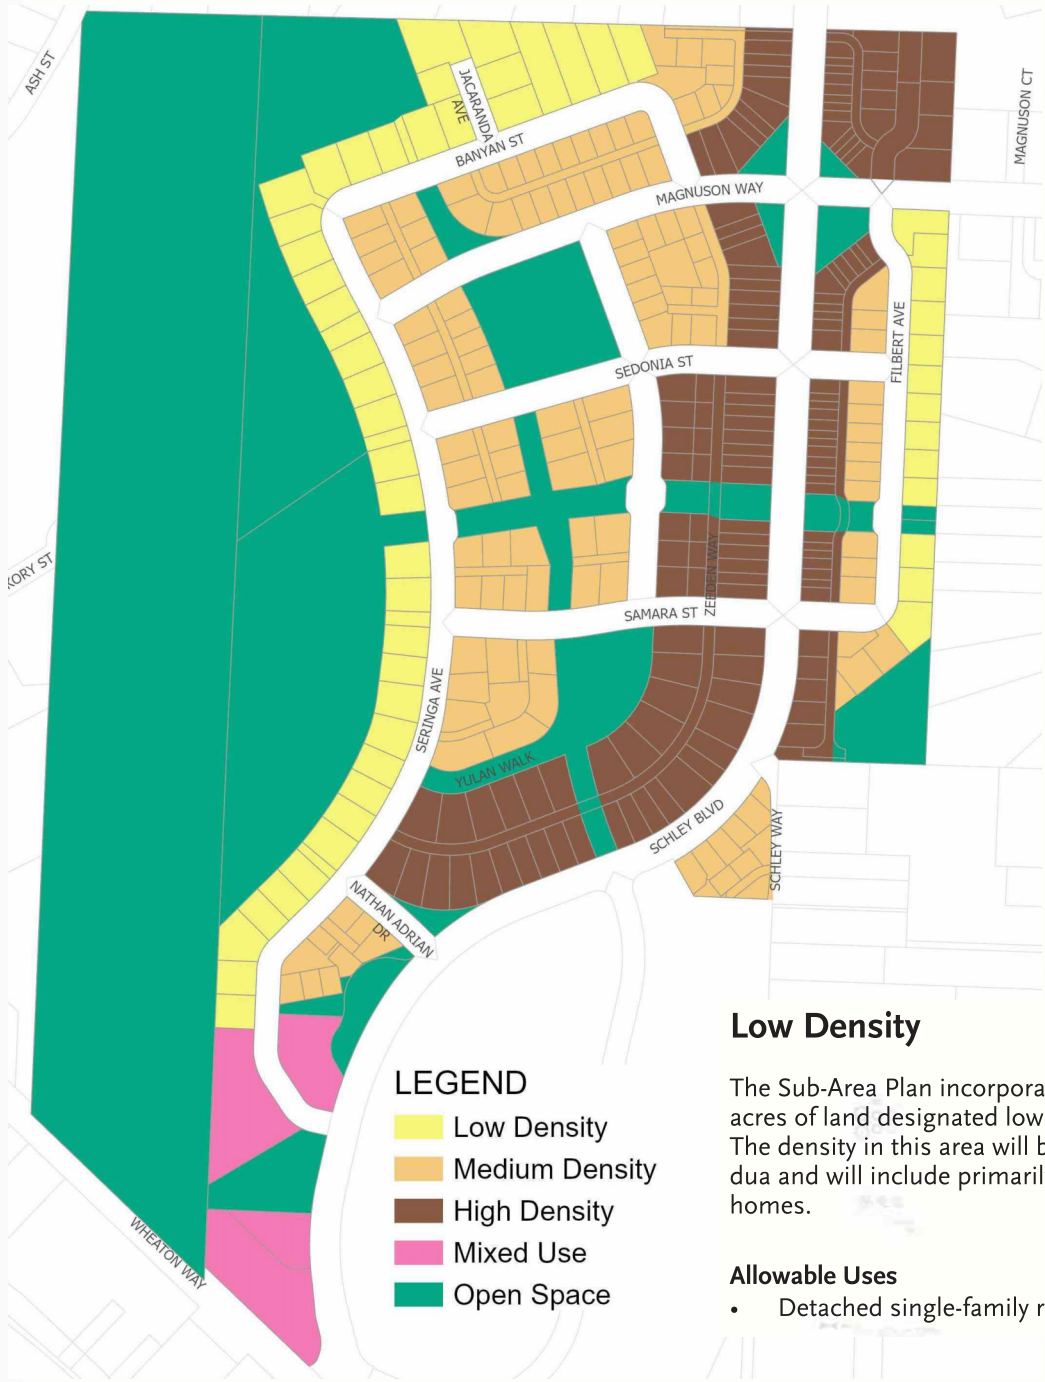 ASH ST
JACARANDA
AVE
BANYAN ST
MAGNUSON WAY
MAGNUSON CT
SEDONIA ST
FILBERT AVE
KORY ST
ZEEDEN WAY
SAMARA ST
SERINGA AVE
YULAN WALK
SCHLEY BLVD
SCHLEY WAY
NATHAN ADRIAN
DR
WHEATON WAY
LEGEND
Low Density
Medium Density
High Density
Mixed Use
Open Space
Low Density
The Sub-Area Plan incorpora
acres of land designated low
The density in this area will b
dua and will include primaril
homes.
Allowable Uses
• Detached single-family r